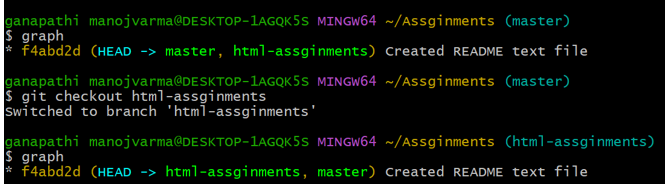 ganapathi manojvarma@DESKTOP-1AGQK5S MINGW64 ~/Assginments (master)
$ graph
* f4abd2d (HEAD -> master, html-assginments) Created README text file
ganapathi manojvarma@DESKTOP-1AGQK5S MINGW64 ~/Assginments (master)
$ git checkout html-assginments
Switched to branch 'html-assginments'
ganapathi manojvarma@DESKTOP-1AGQK5S MINGW64 ~/Assginments (html-assginments)
$ graph
* f4abd2d (HEAD -> html-assginments, master) Created README text file